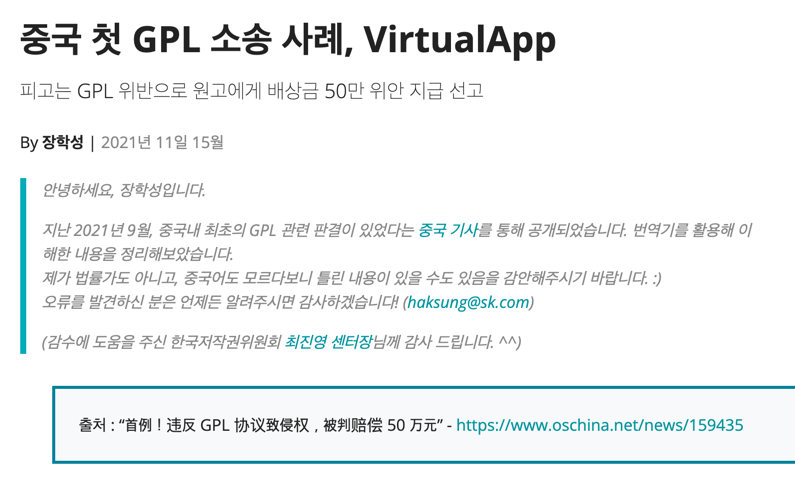 중국 첫 GPL 소송 사례, VirtualApp
피고는 GPL 위반으로 원고에게 배상금 50만 위안 지급 선고
By 장학성 | 2021년 11일 15월
안녕하세요, 장학성입니다.
지난 2021년 9월, 중국내 최초의 GPL 관련 판결이 있었다는 중국 기사를 통해 공개되었습니다. 번역기를 활용해 이
해한 내용을 정리해보았습니다.
제가 법률가도 아니고, 중국어도 모르다보니 틀린 내용이 있을 수도 있음을 감안해주시기 바랍니다. :)
오류를 발견하신 분은 언제든 알려주시면 감사하겠습니다! (haksung@sk.com)
(감수에 도움을 주신 한국저작권위원회 최진영 센터장님께 감사 드립니다. ^^)
출처 : “首例！违反 GPL 协议致侵权，被判赔偿 50 万元” - https://www.oschina.net/news/159435